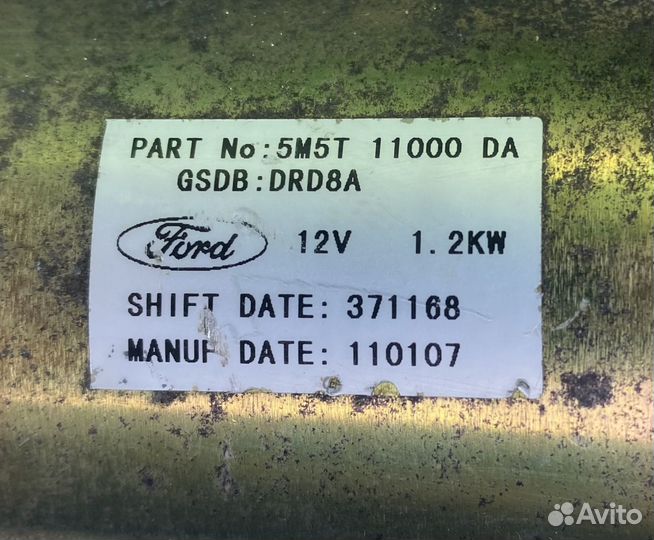 PART No:5M5T 11000 DA
GSDB:DRD8A
Ford 12V 1.2KW
SHIFT DATE: 371168
MANUF DATE: 110107
Avito